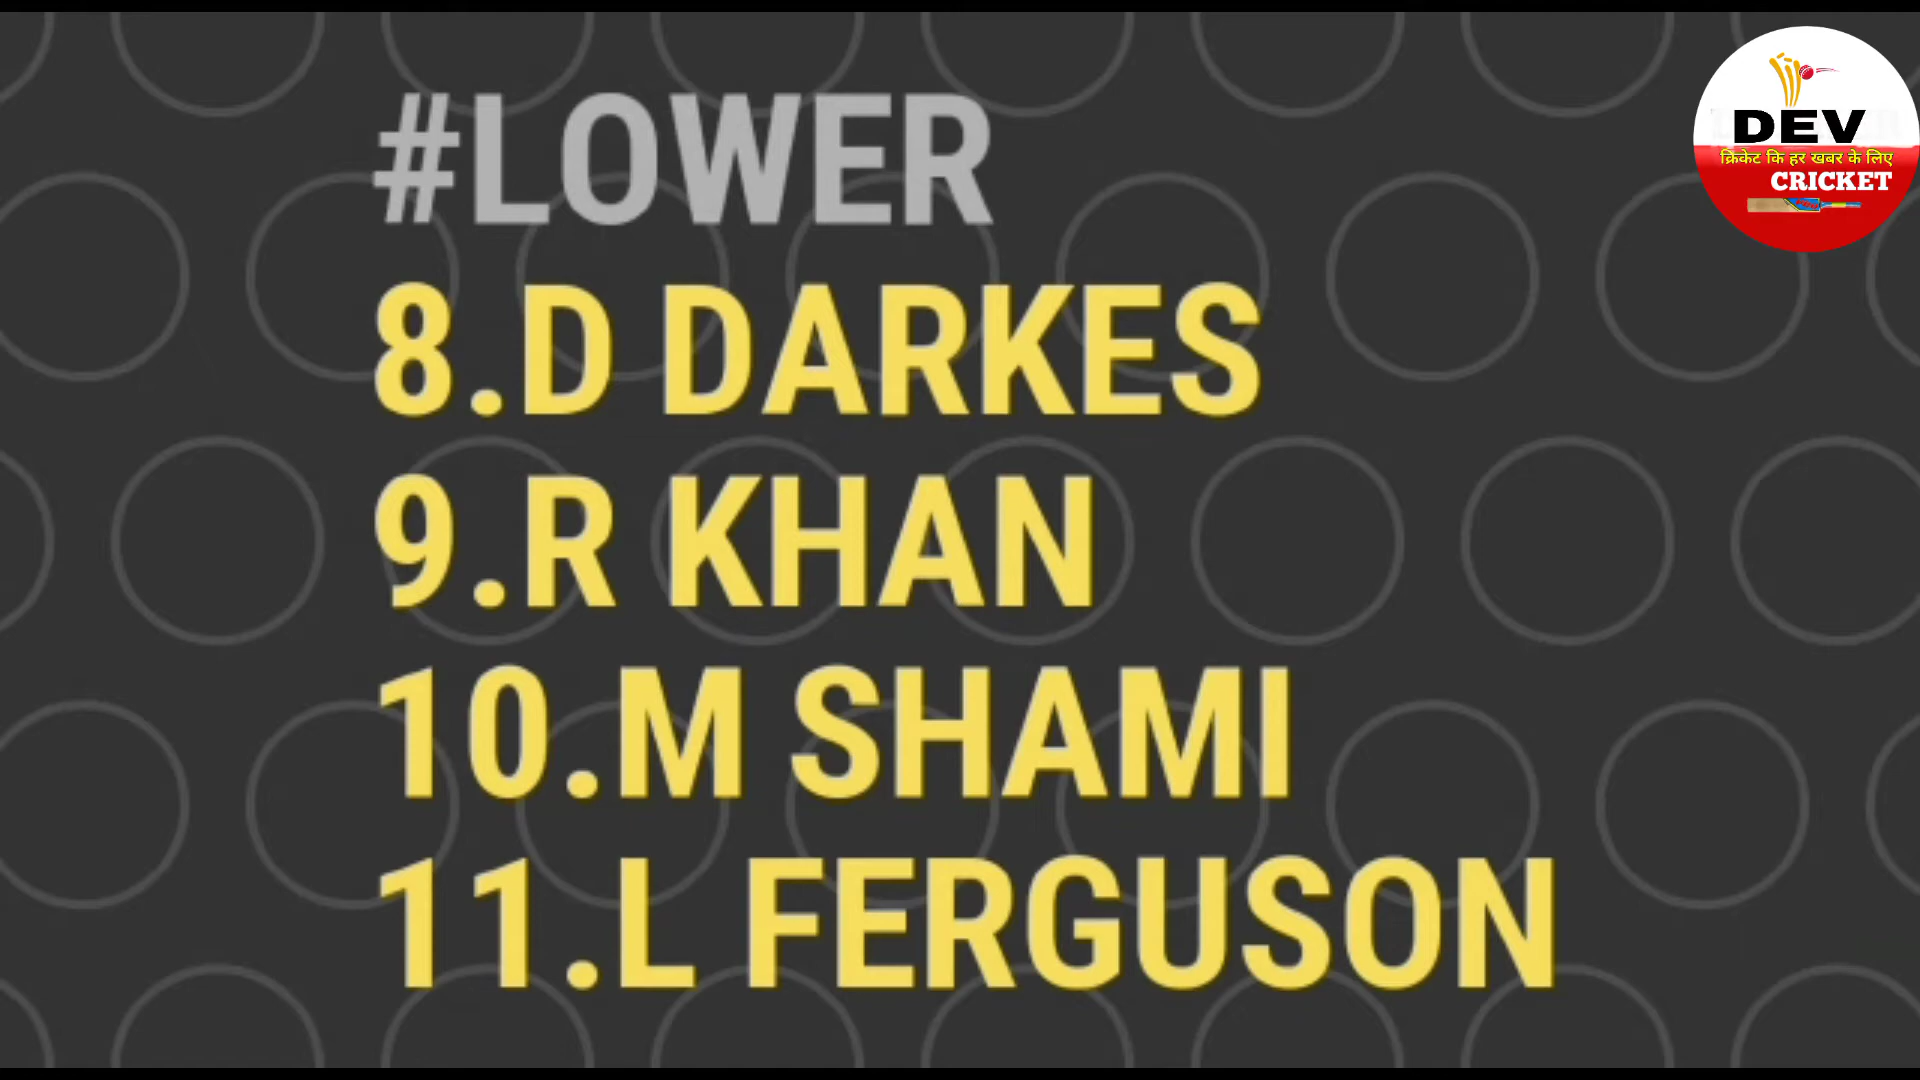 #LOWER
8.D DARKES
9.R KHAN
10.M SHAMI
11.L FERGUSON
DEV
क्रिकेट कि हर खबर के लिए
CRICKET